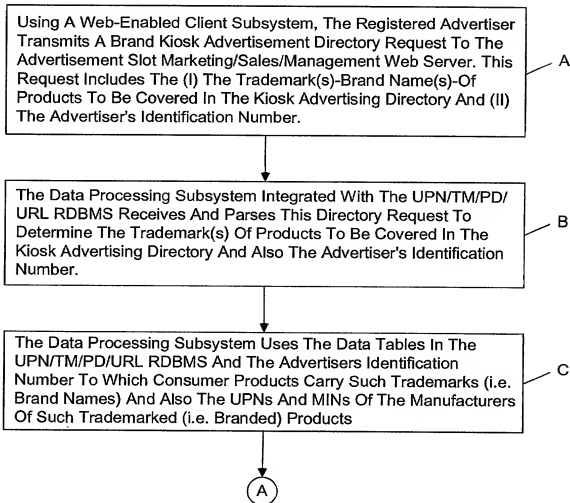 Using A Web-Enabled Client Subsystem, The Registered Advertiser
Transmits A Brand Kiosk Advertisement Directory Request To The
Advertisement Slot Marketing/Sales/Management Web Server. This
Request Includes The (I) The Trademark(s)-Brand Name(s)-Of
Products To Be Covered In The Kiosk Advertising Directory And (II)
The Advertiser's Identification Number.
A
The Data Processing Subsystem Integrated With The UPN/TM/PD/
URL RDBMS Receives And Parses This Directory Request To
Determine The Trademark(s) Of Products To Be Covered In The
Kiosk Advertising Directory And Also The Advertiser's Identification
Number.
B
The Data Processing Subsystem Uses The Data Tables In The
UPN/TM/PD/URL RDBMS And The Advertisers Identification
Number To Which Consumer Products Carry Such Trademarks (i.e.
Brand Names) And Also The UPNs And MINs Of The Manufacturers
Of Such Trademarked (i.e. Branded) Products
C
A